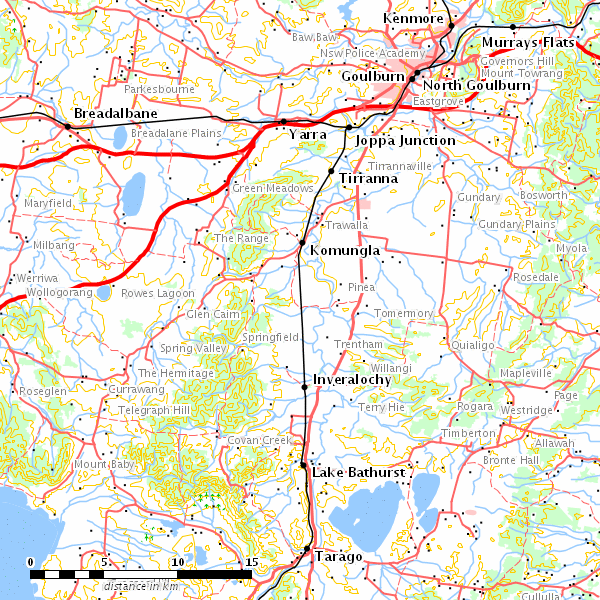 Kenmore
Baw Baw
Murrays Flats
Nsw Police Academy
Governors Hill
Goulburn
Mount Towrang
North Goulburn
Parkesbourne
Eastgrove
Breadalbane
Yarra
Breadalane Plains
Joppa Junction
Tirrannaville
Tirranna
Green Meadows
Gundary
Bosworth
Maryfield
Trawalla
Gundary Plains
The Range
Milbang
Komungla
Myola
Werriwa
Rosedale
Wollogorang
Rowes Lagoon
Pinea
Glen Cairn
Tomermory
Springfield
Trentham
Quialigo
Spring Valley
Willangi
The Hermitage
Mapleville
Inveralochy
Roseglen
Currawang
Page
Telegraph Hill
Terry Hie
Rogara
Westridge
Timberton
Covan Creek
Allawah
Mount Baby
Bronte Hall
Lake Bathurst
Tarago
0 5 10 15
distance in km
Cullulla